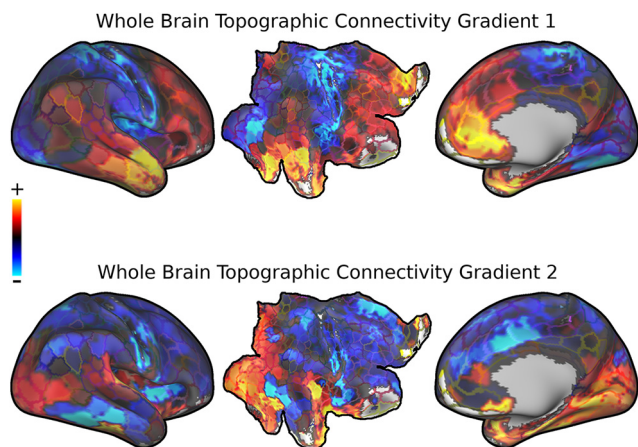 Whole Brain Topographic Connectivity Gradient 1
+
-
Whole Brain Topographic Connectivity Gradient 2